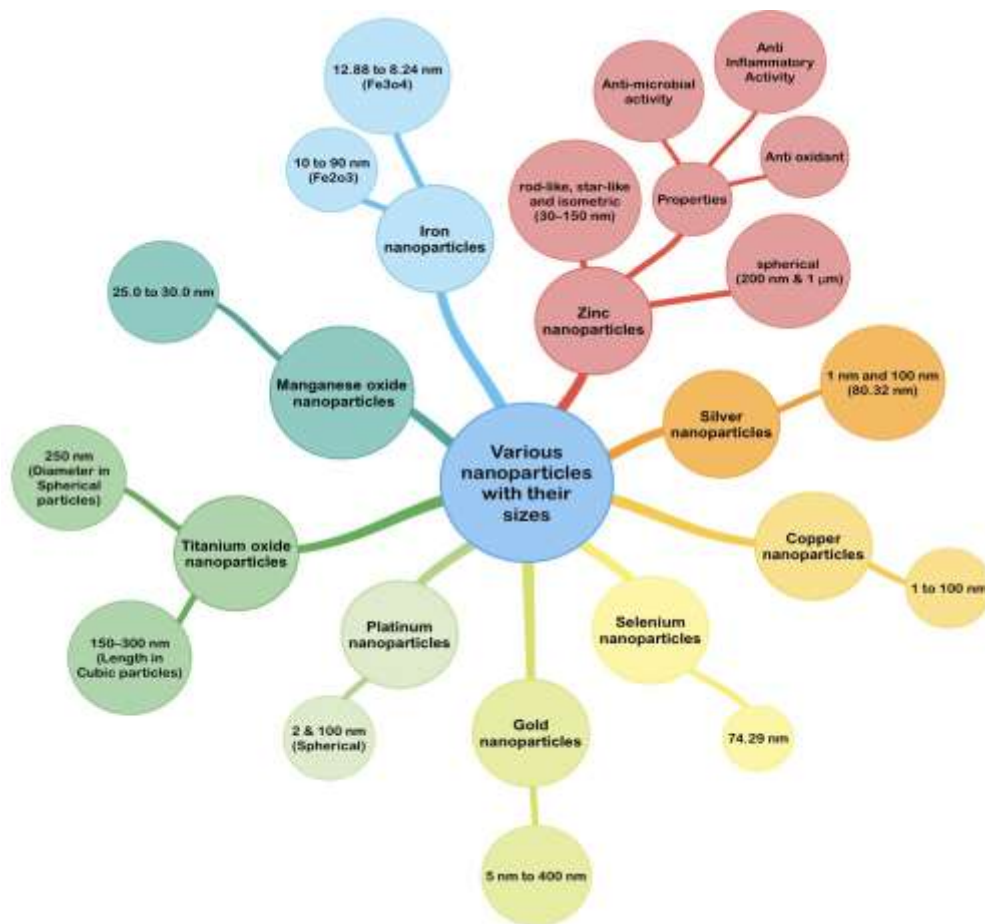 Various
nanoparticles
with their
sizes
Iron
nanoparticles
12.88 to 8.24 nm
(Fe3o4)
10 to 90 nm
(Fe2o3)
Zinc
nanoparticles
rod-like, star-like
and isometric
(30–150 nm)
Properties
Anti-microbial
activity
Anti
Inflammatory
Activity
Anti oxidant
spherical
(200 nm & 1 µm)
Silver
nanoparticles
1 nm and 100 nm
(80.32 nm)
Copper
nanoparticles
1 to 100 nm
Selenium
nanoparticles
74.29 nm
Gold
nanoparticles
5 nm to 400 nm
Platinum
nanoparticles
2 & 100 nm
(Spherical)
Titanium oxide
nanoparticles
250 nm
(Diameter in
Spherical
particles)
150–300 nm
(Length in
Cubic particles)
Manganese oxide
nanoparticles
25.0 to 30.0 nm